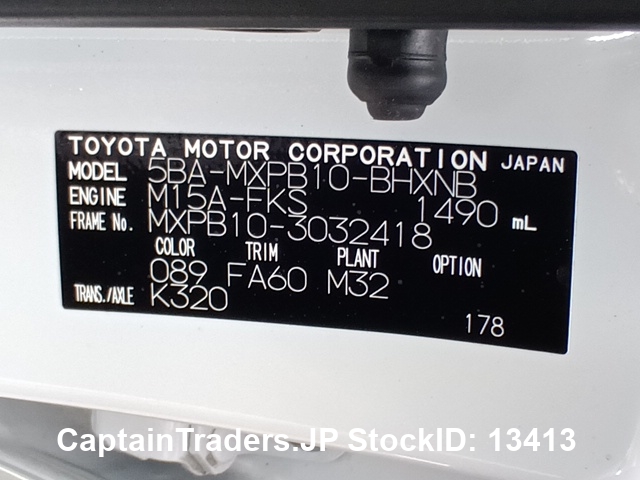 TOYOTA MOTOR CORPORATION JAPAN
MODEL 5BA-MXPB10-BHXNB
ENGINE M15A-FKS 1490 mL
FRAME No. MXPB10-3032418
COLOR TRIM PLANT OPTION
089 FA60 M32
TRANS./AXLE K320
178
CaptainTraders.JP StockID: 13413